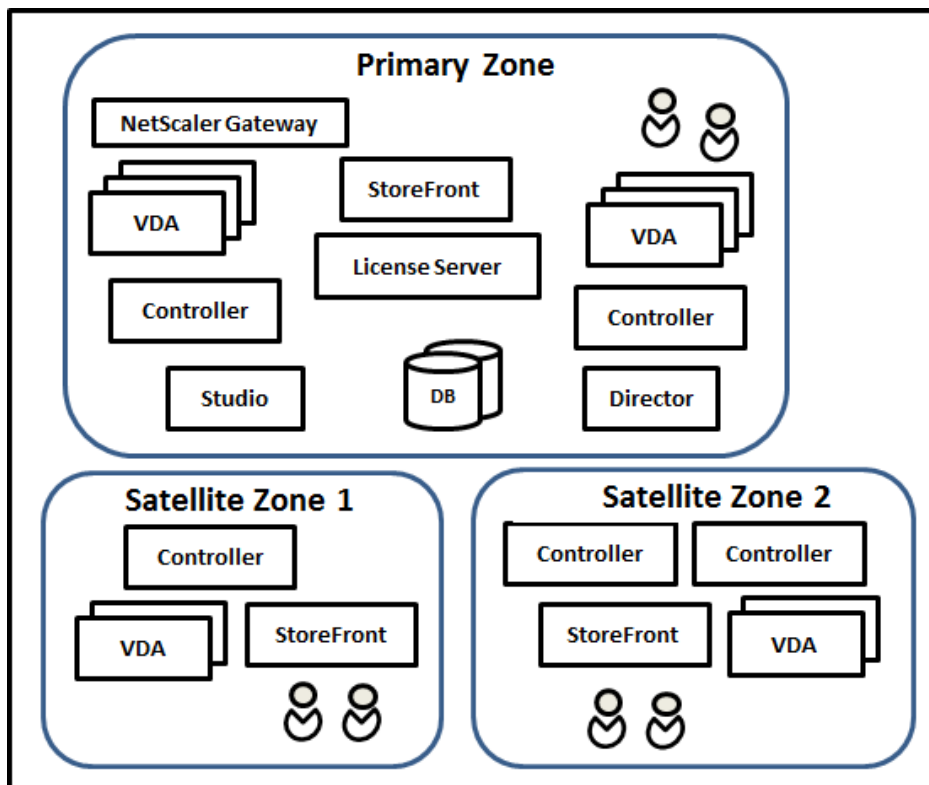 Primary Zone
NetScaler Gateway
StoreFront
VDA
VDA
License Server
Controller
Controller
Studio
DB
Director
Satellite Zone 1
Controller
VDA
StoreFront
Satellite Zone 2
Controller
Controller
StoreFront
VDA